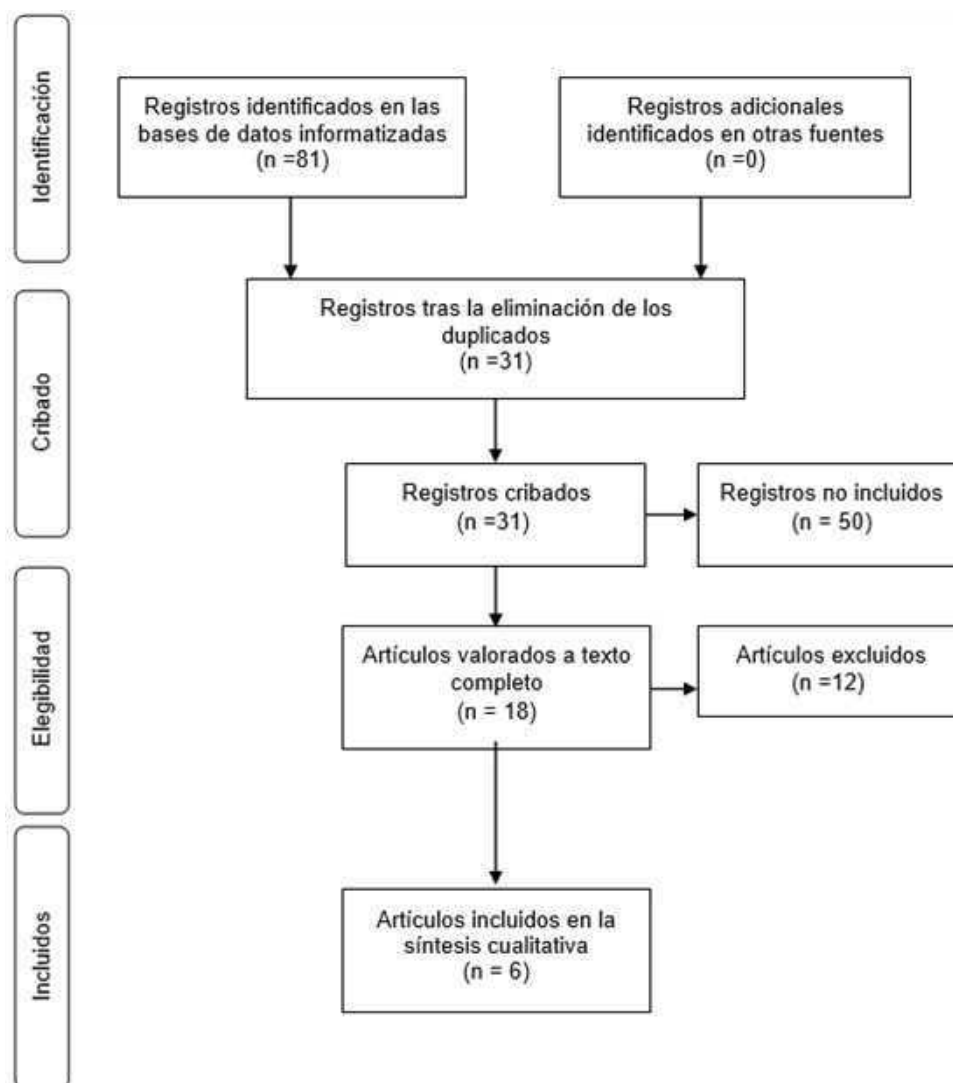 Identificación
Registros identificados en las
bases de datos informatizadas
(n =81)
Registros adicionales
identificados en otras fuentes
(n =0)
Cribado
Registros tras la eliminación de los
duplicados
(n =31)
Registros cribados
(n =31)
Registros no incluidos
(n = 50)
Elegibilidad
Artículos valorados a texto
completo
(n = 18)
Artículos excluidos
(n =12)
Incluidos
Artículos incluidos en la
síntesis cualitativa
(n = 6)